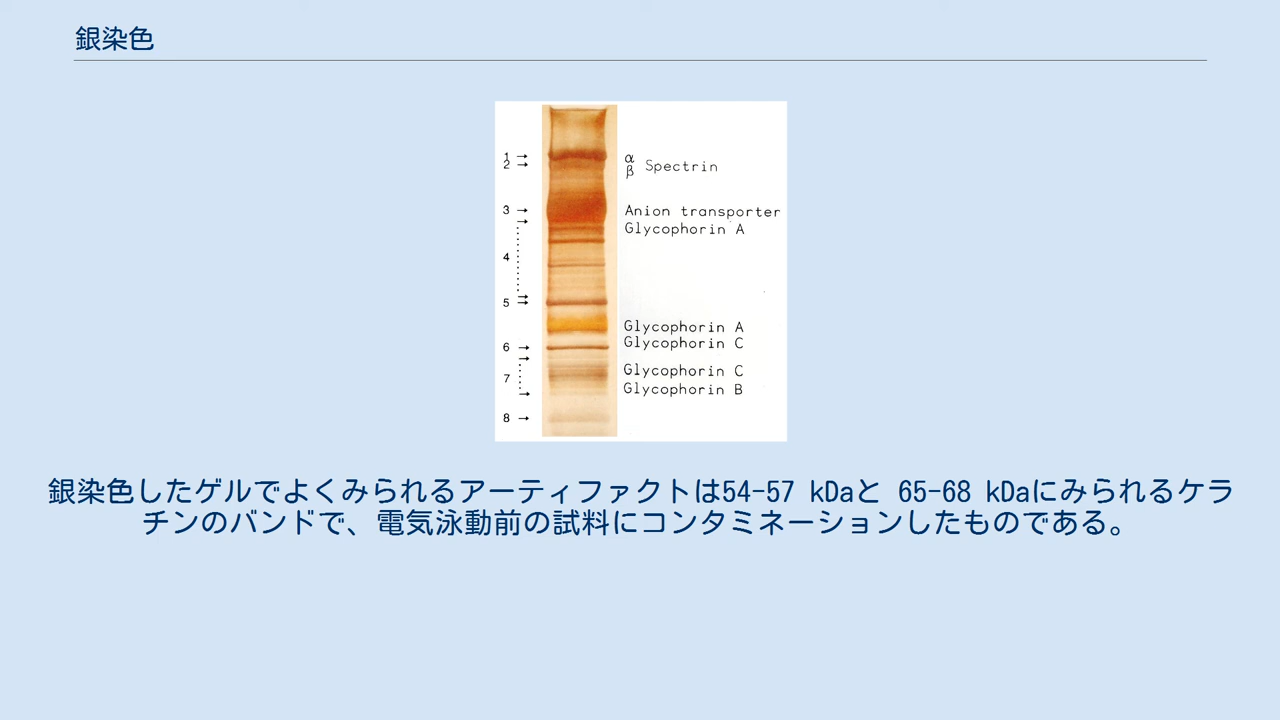 銀染色
1 →
2 →
α
β Spectrin
3 →
→
Anion transporter
Glycophorin A
4
→
5 →
Glycophorin A
Glycophorin C
6 →
→
7
→
Glycophorin C
Glycophorin B
8 →
銀染色したゲルでよくみられるアーティファクトは54-57 kDaと 65-68 kDaにみられるケラ
チンのバンドで、電気泳動前の試料にコンタミネーションしたものである。